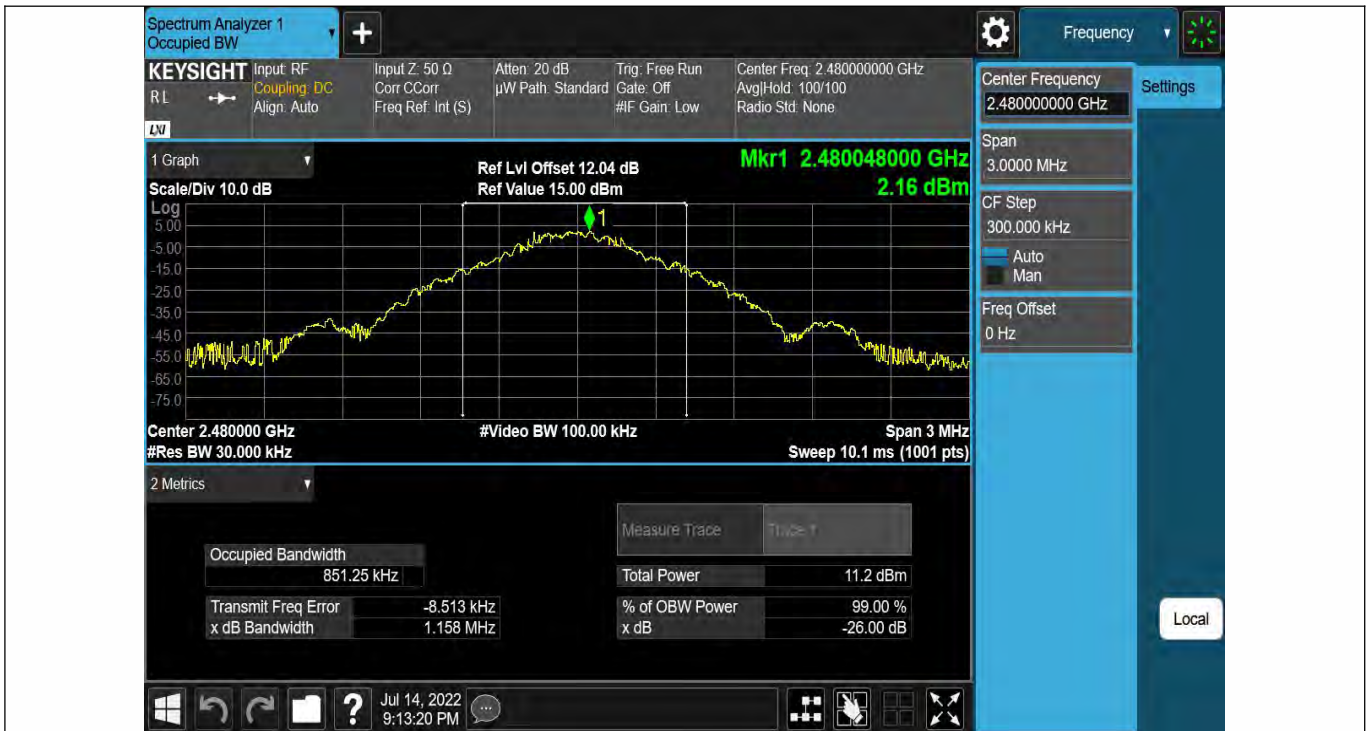 Spectrum Analyzer 1
Occupied BW
Frequency
KEYSIGHT
RL
LXI
Input: RF
Coupling: DC
Align: Auto
Input Z: 50 Ω
Corr CCorr
Freq Ref: Int (S)
Atten: 20 dB
µW Path: Standard
Trig: Free Run
Gate: Off
#IF Gain: Low
Center Freq: 2.480000000 GHz
Avg|Hold: 100/100
Radio Std: None
Center Frequency
2.480000000 GHz
Settings
Span
3.0000 MHz
CF Step
300.000 kHz
Auto
Man
Freq Offset
0 Hz
1 Graph
Ref Lvl Offset 12.04 dB
Mkr1 2.480048000 GHz
Scale/Div 10.0 dB
Ref Value 15.00 dBm
2.16 dBm
Log
1
5.00
-5.00
-15.0
-25.0
-35.0
-45.0
-55.0
-65.0
-75.0
Center 2.480000 GHz
#Video BW 100.00 kHz
Span 3 MHz
#Res BW 30.000 kHz
Sweep 10.1 ms (1001 pts)
2 Metrics
Measure Trace
Trace 1
Occupied Bandwidth
851.25 kHz
Total Power
11.2 dBm
Transmit Freq Error
-8.513 kHz
% of OBW Power
99.00 %
x dB Bandwidth
1.158 MHz
x dB
-26.00 dB
Local
?
Jul 14, 2022
9:13:20 PM